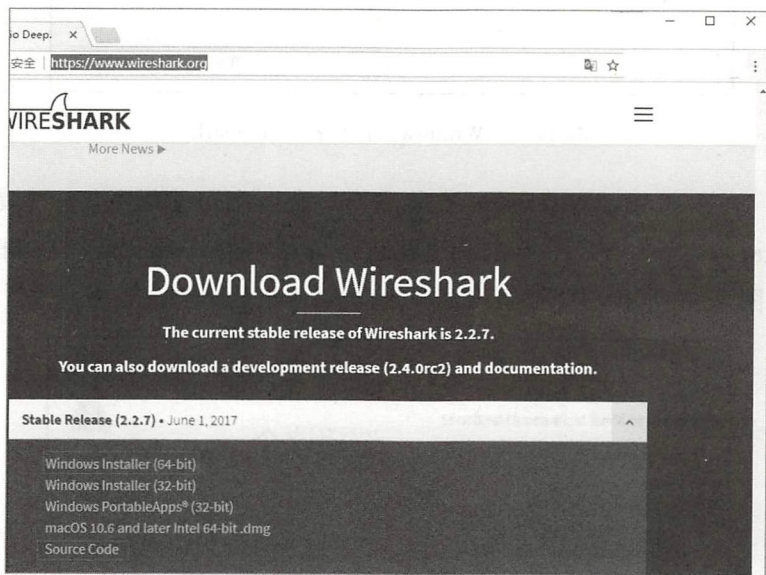 io Deep.
安全 | https://www.wireshark.org
WIRESHARK
More News ▶
Download Wireshark
The current stable release of Wireshark is 2.2.7.
You can also download a development release (2.4.0rc2) and documentation.
Stable Release (2.2.7) • June 1, 2017
Windows Installer (64-bit)
Windows Installer (32-bit)
Windows PortableApps® (32-bit)
macOS 10.6 and later Intel 64-bit .dmg
Source Code